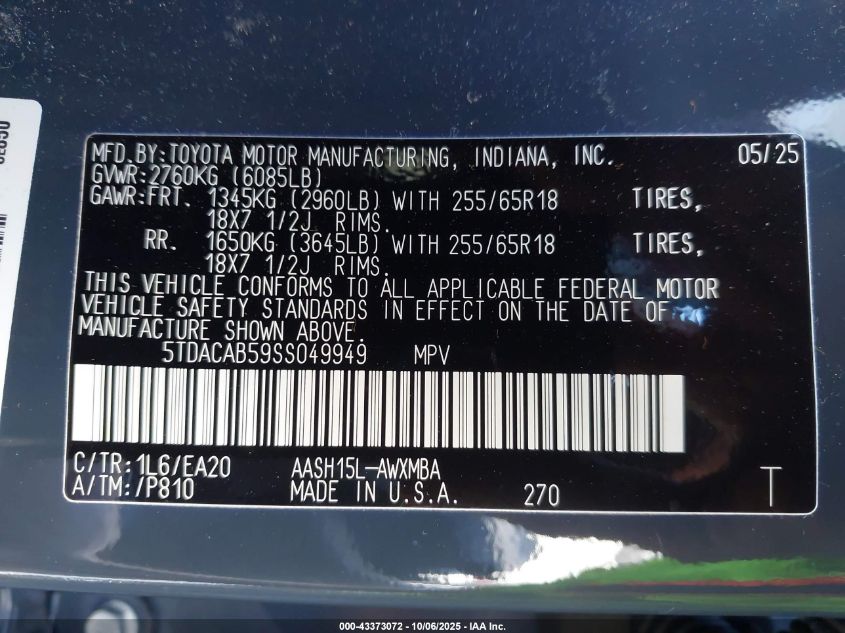 MFD.BY:TOYOTA MOTOR MANUFACTURING, INDIANA, INC. 05/25
GVWR:2760KG (6085LB)
GAWR:FRT. 1345KG (2960LB) WITH 255/65R18 TIRES,
18X7 1/2J RIMS.
RR. 1650KG (3645LB) WITH 255/65R18 TIRES,
18X7 1/2J RIMS.
THIS VEHICLE CONFORMS TO ALL APPLICABLE FEDERAL MOTOR
VEHICLE SAFETY STANDARDS IN EFFECT ON THE DATE OF
MANUFACTURE SHOWN ABOVE.
5TDACAB59SS049949 MPV
C/TR:1L6/EA20 AASH15L-AWXMBA
A/TM:/P810 MADE IN U.S.A. 270 T
000-43373072 - 10/06/2025 - IAA Inc.